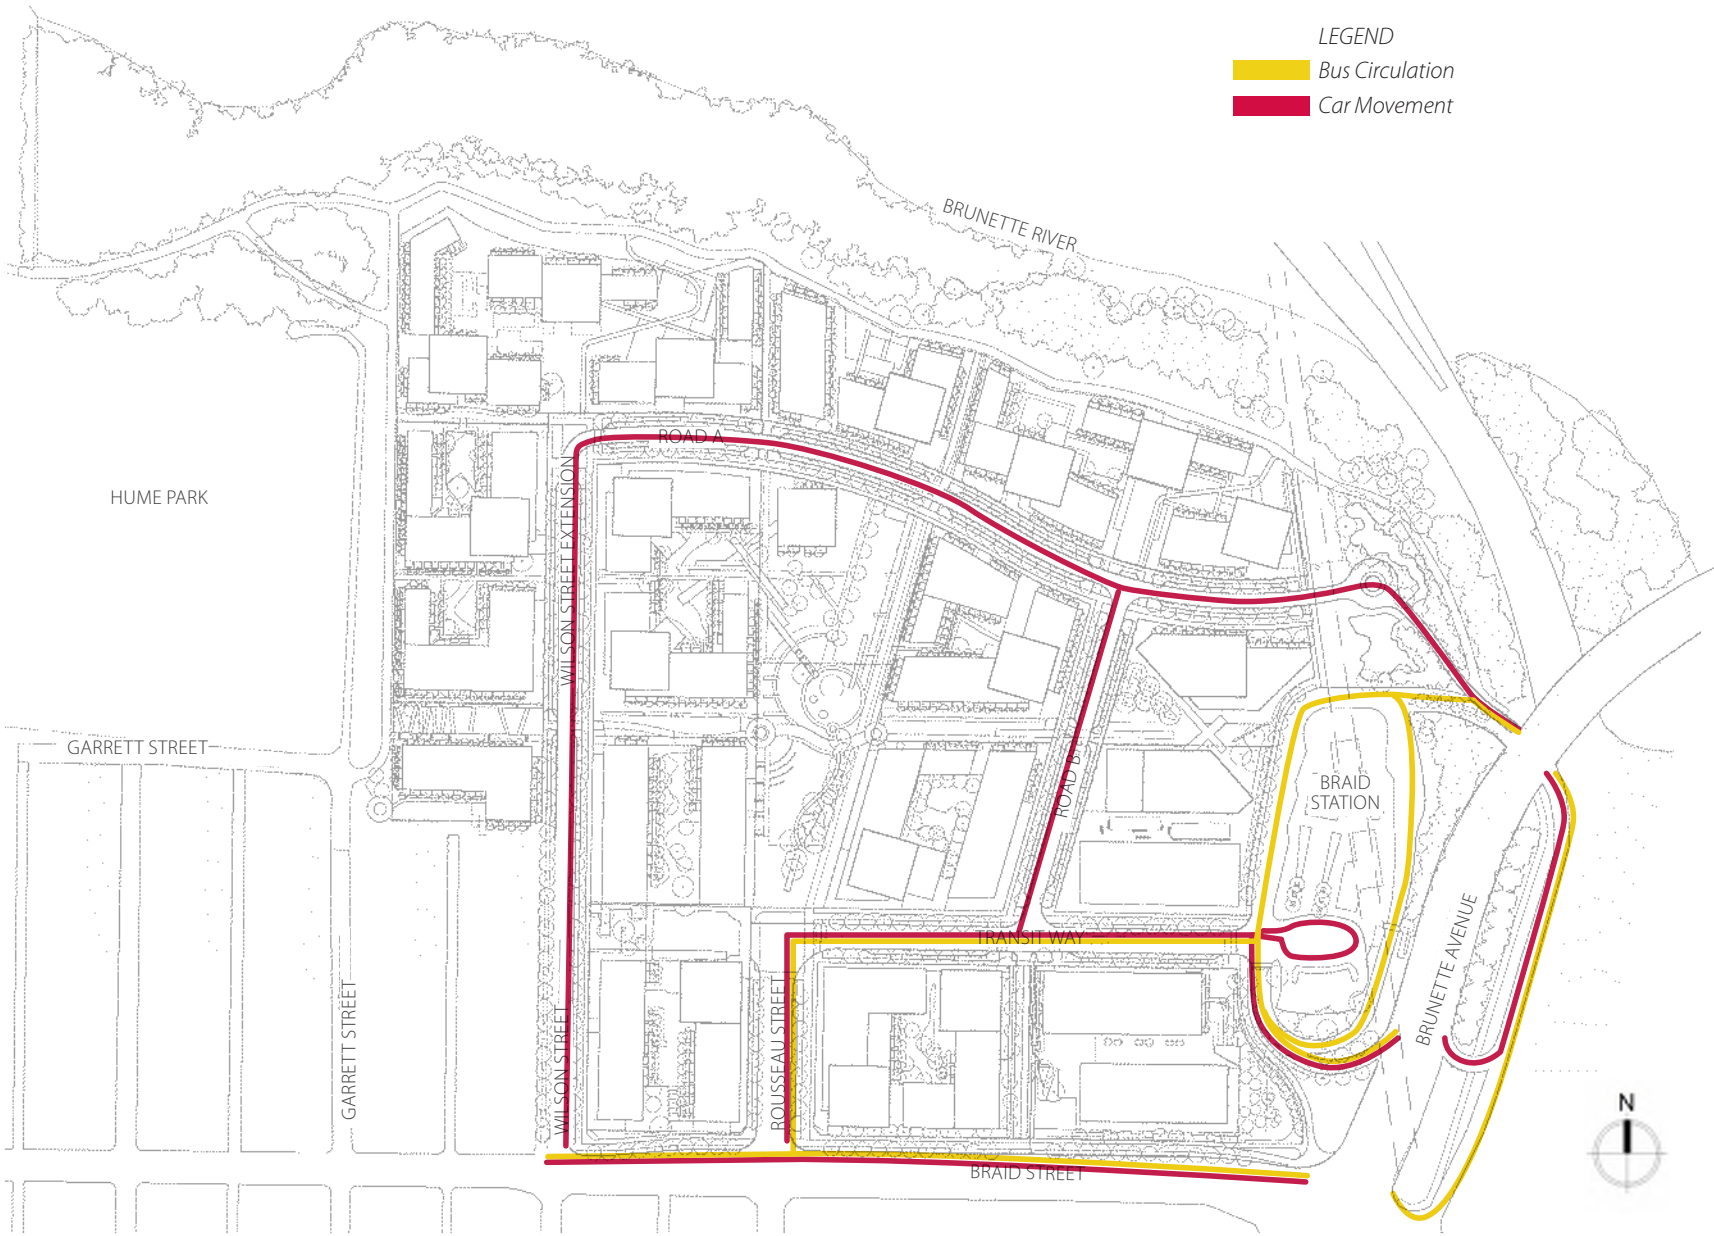 LEGEND
Bus Circulation
Car Movement
BRUNETTE RIVER
ROAD A
HUME PARK
WILSON STREET EXTENSION
GARRETT STREET
ROAD B
BRAID
STATION
TRANSIT WAY
BRUNETTE AVENUE
GARRETT STREET
WILSON STREET
ROUSSEAU STREET
BRAID STREET
N